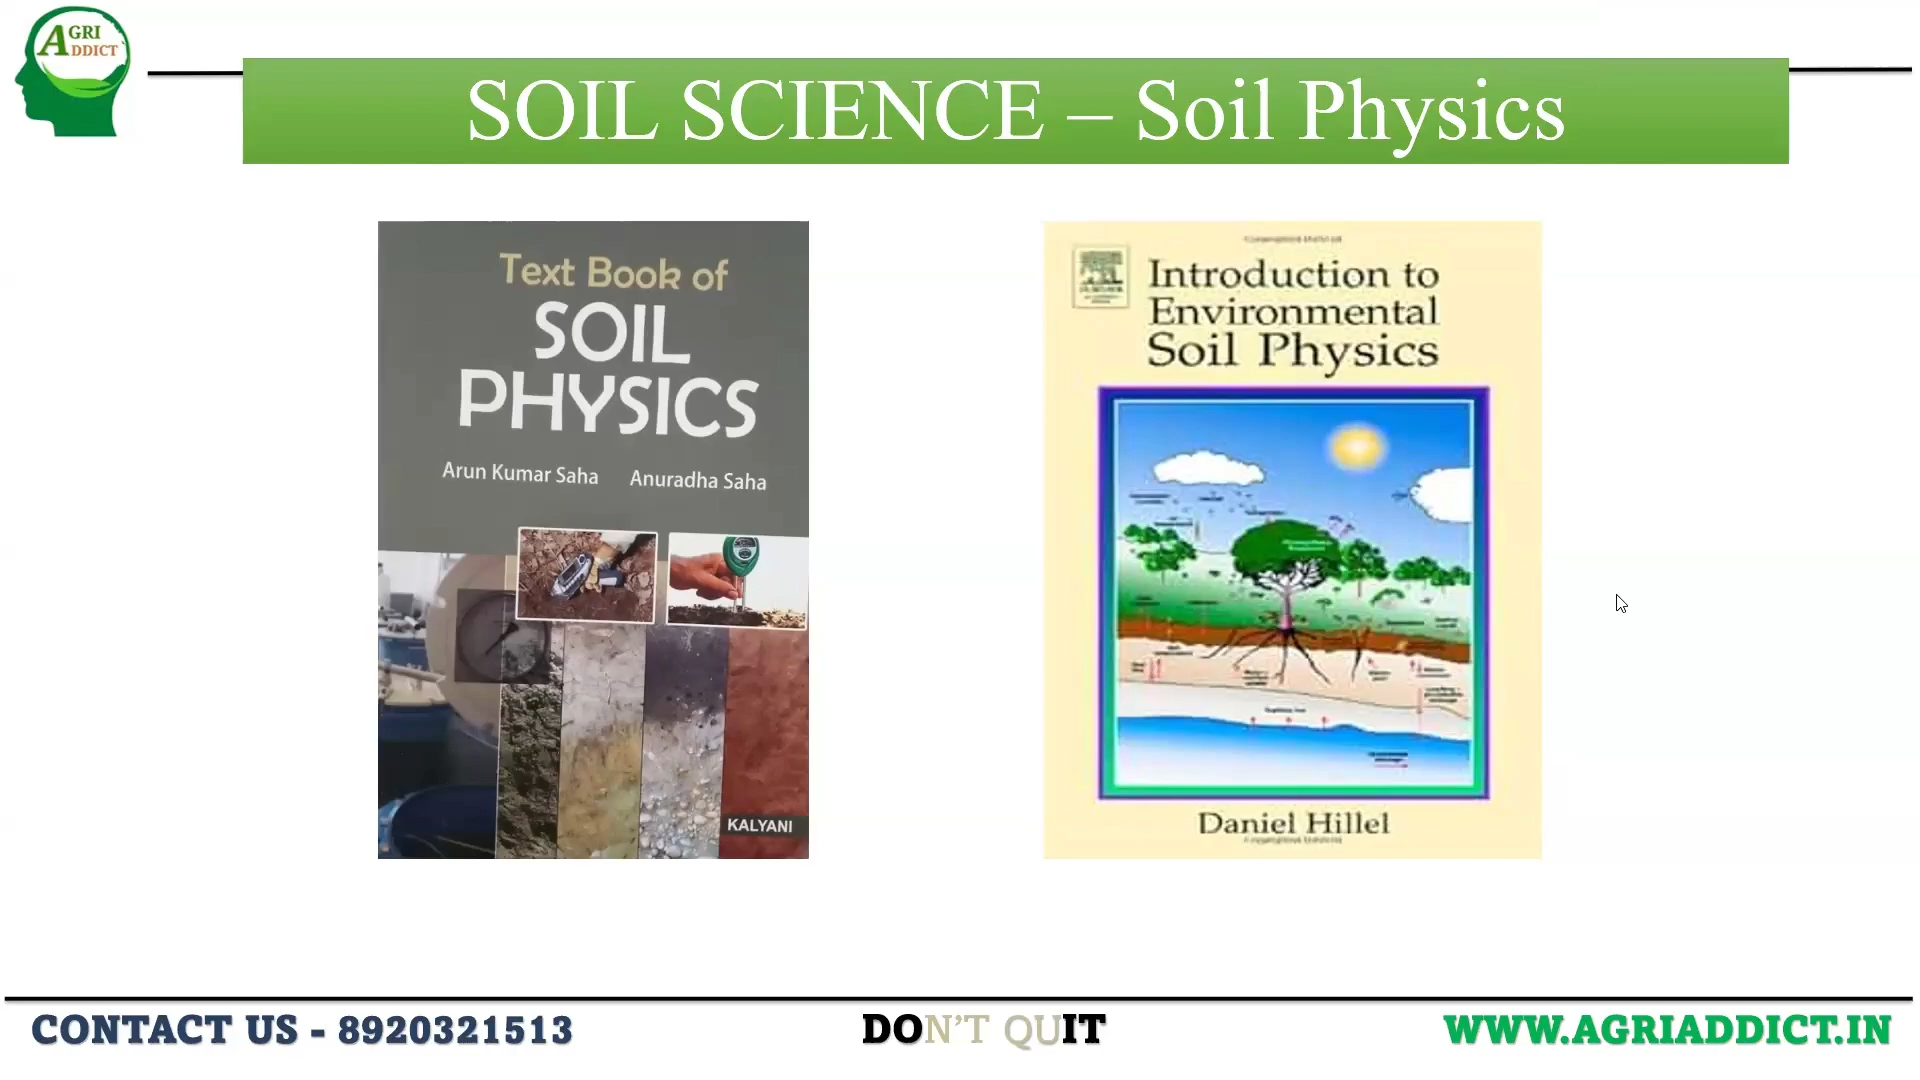 AGRI
ADDICT
SOIL SCIENCE – Soil Physics
Text Book of
SOIL
PHYSICS
Arun Kumar Saha Anuradha Saha
KALYANI
Introduction to
Environmental
Soil Physics
Daniel Hillel
CONTACT US - 8920321513
DON'T QUIT
WWW.AGRIADDICT.IN